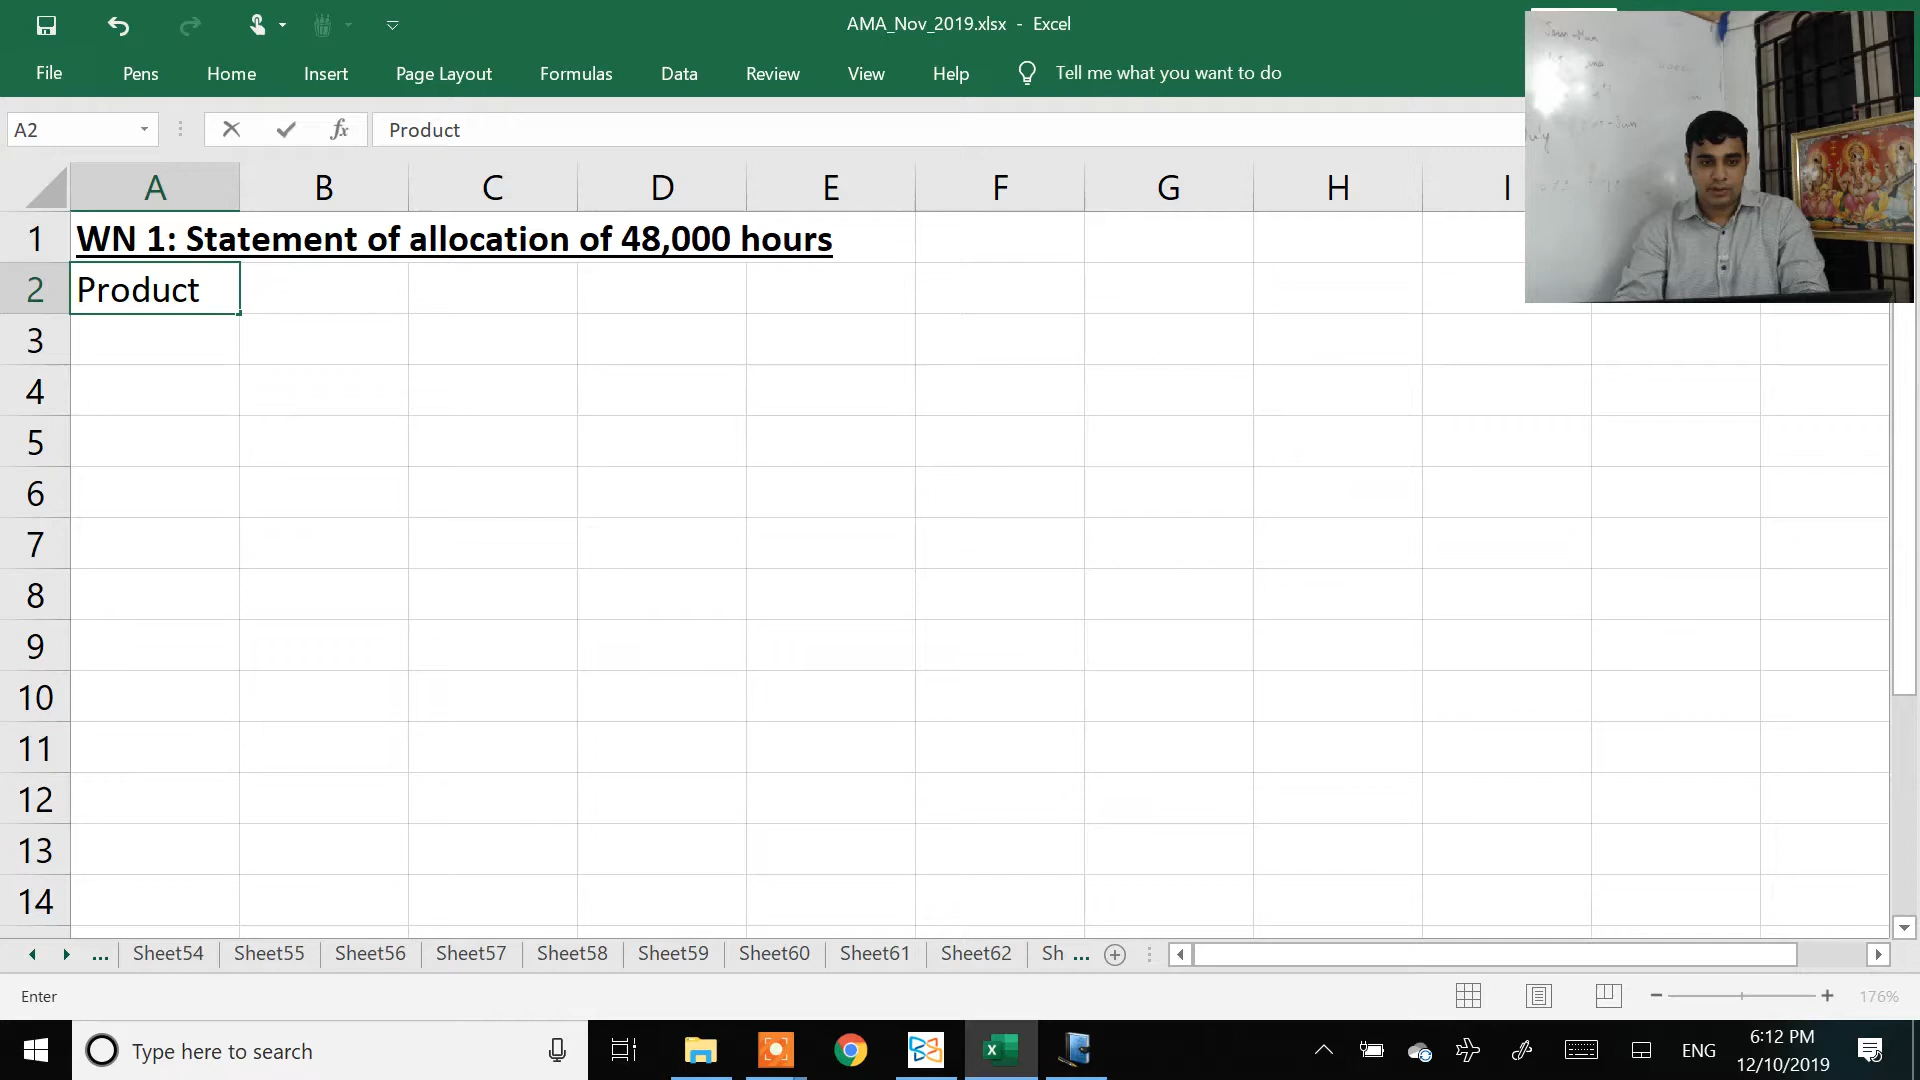 AMA_Nov_2019.xlsx - Excel
File Pens Home Insert Page Layout Formulas Data Review View Help Tell me what you want to do
A2 fx Product
A B C D E F G H I
1 WN 1: Statement of allocation of 48,000 hours
2 Product
3
4
5
6
7
8
9
10
11
12
13
14
... Sheet54 Sheet55 Sheet56 Sheet57 Sheet58 Sheet59 Sheet60 Sheet61 Sheet62 Sh ...
Enter 176%
Type here to search ENG 6:12 PM
12/10/2019